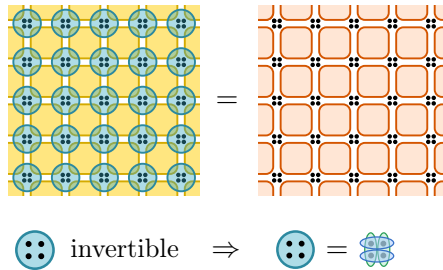 =
invertible ⇒ =